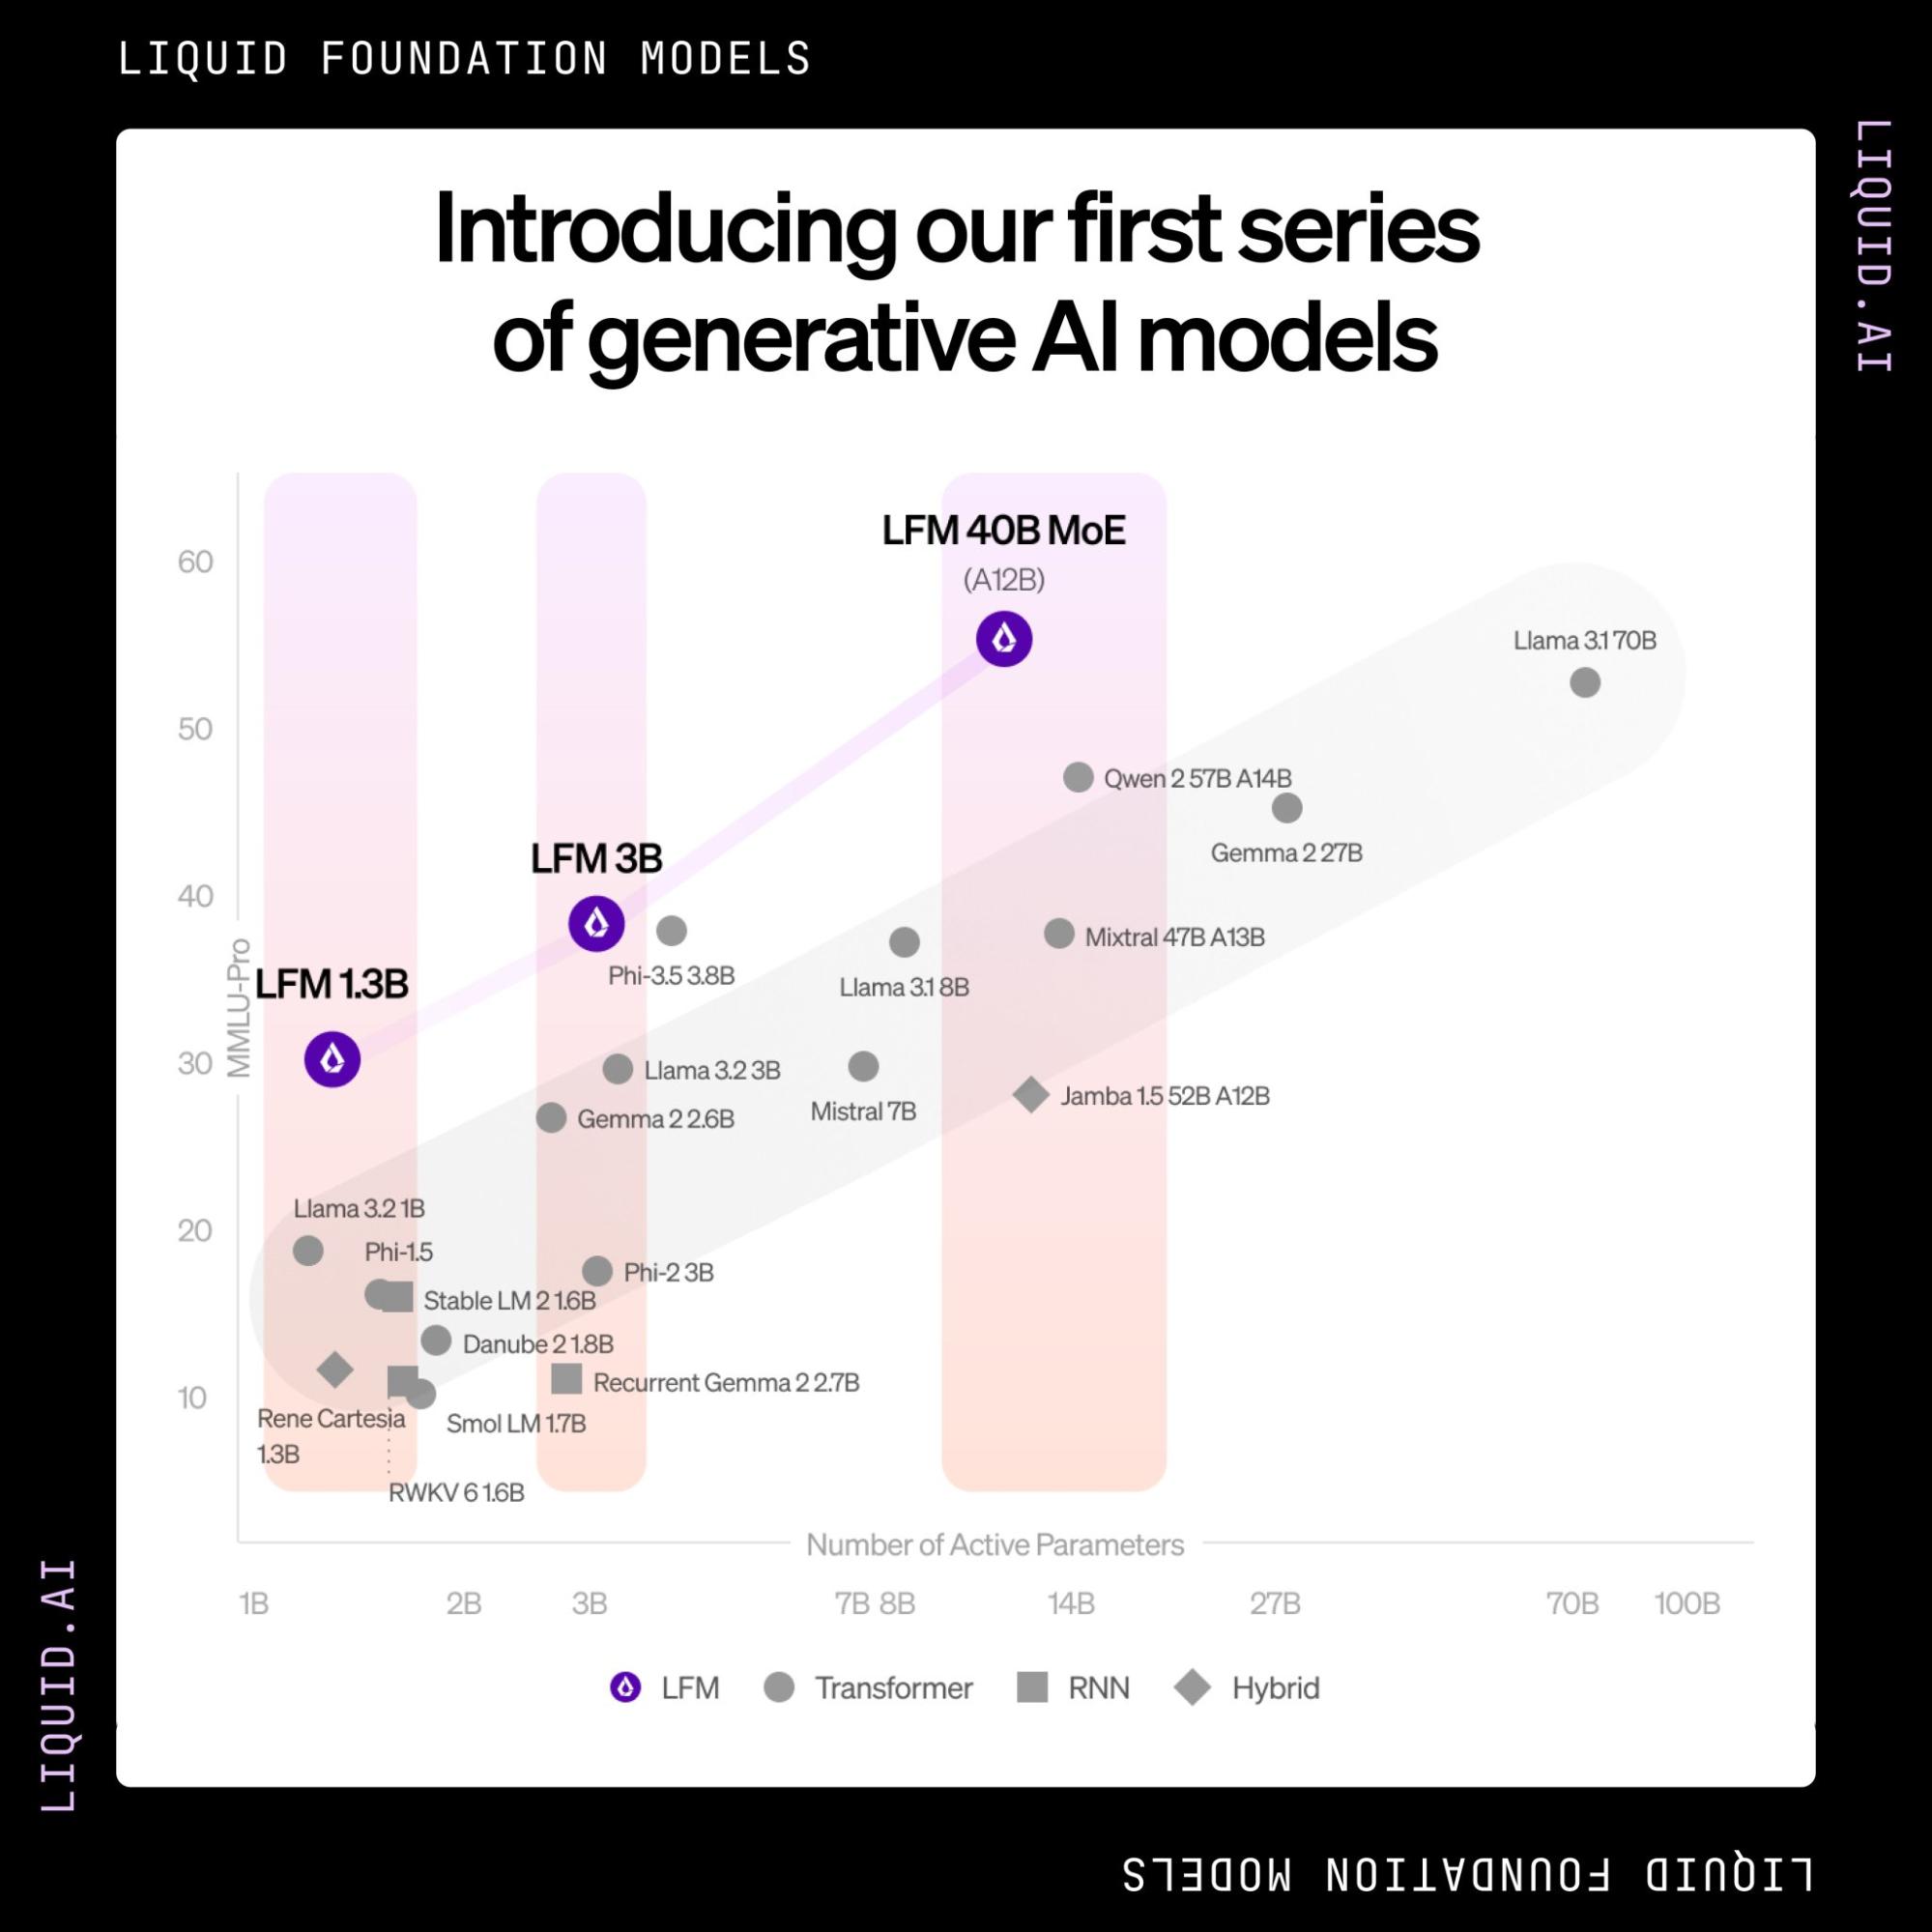 LIQUID FOUNDATION MODELS
LIQUID.AI
Introducing our first series
of generative AI models
LFM 40B MoE
(A12B)
60
Llama 3.1 70B
50
Qwen 2 57B A14B
Gemma 2 27B
LFM 3B
40
Mixtral 47B A13B
Phi-3.5 3.8B
Llama 3.1 8B
LFM 1.3B
MMLU-Pro
30
Llama 3.2 3B
Jamba 1.5 52B A12B
Mistral 7B
Gemma 2 2.6B
Llama 3.2 1B
20
Phi-1.5
Phi-2 3B
Stable LM 2 1.6B
Danube 2 1.8B
Recurrent Gemma 2 2.7B
10
Rene Cartesia
1.3B
Smol LM 1.7B
RWKV 6 1.6B
Number of Active Parameters
1B 2B 3B 7B 8B 14B 27B 70B 100B
LFM Transformer RNN Hybrid
LIQUID.AI
LIQUID FOUNDATION MODELS